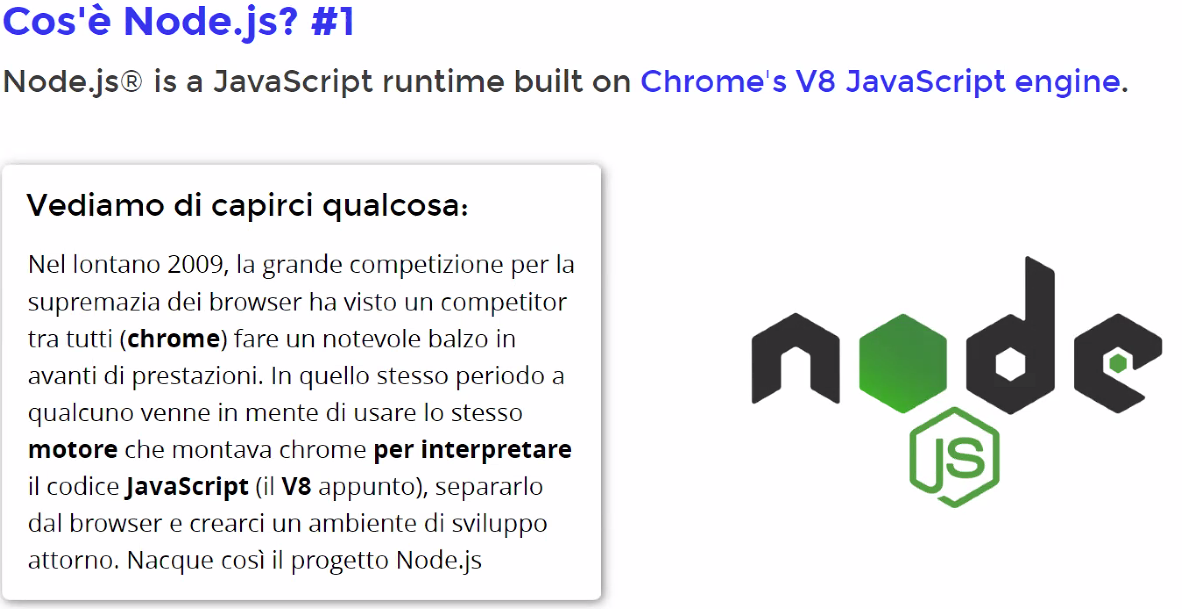 Cos'è Node.js? #1
Node.js® is a JavaScript runtime built on Chrome's V8 JavaScript engine.
Vediamo di capirci qualcosa:
Nel lontano 2009, la grande competizione per la
supremazia dei browser ha visto un competitor
tra tutti (chrome) fare un notevole balzo in
avanti di prestazioni. In quello stesso periodo a
qualcuno venne in mente di usare lo stesso
motore che montava chrome per interpretare
il codice JavaScript (il V8 appunto), separarlo
dal browser e crearci un ambiente di sviluppo
attorno. Nacque così il progetto Node.js
node
JS